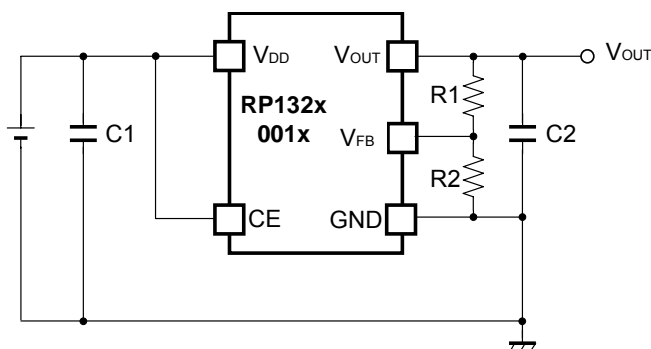 VDD
VOUT
VOUT
R1
RP132x
001x
C1
VFB
C2
R2
CE
GND